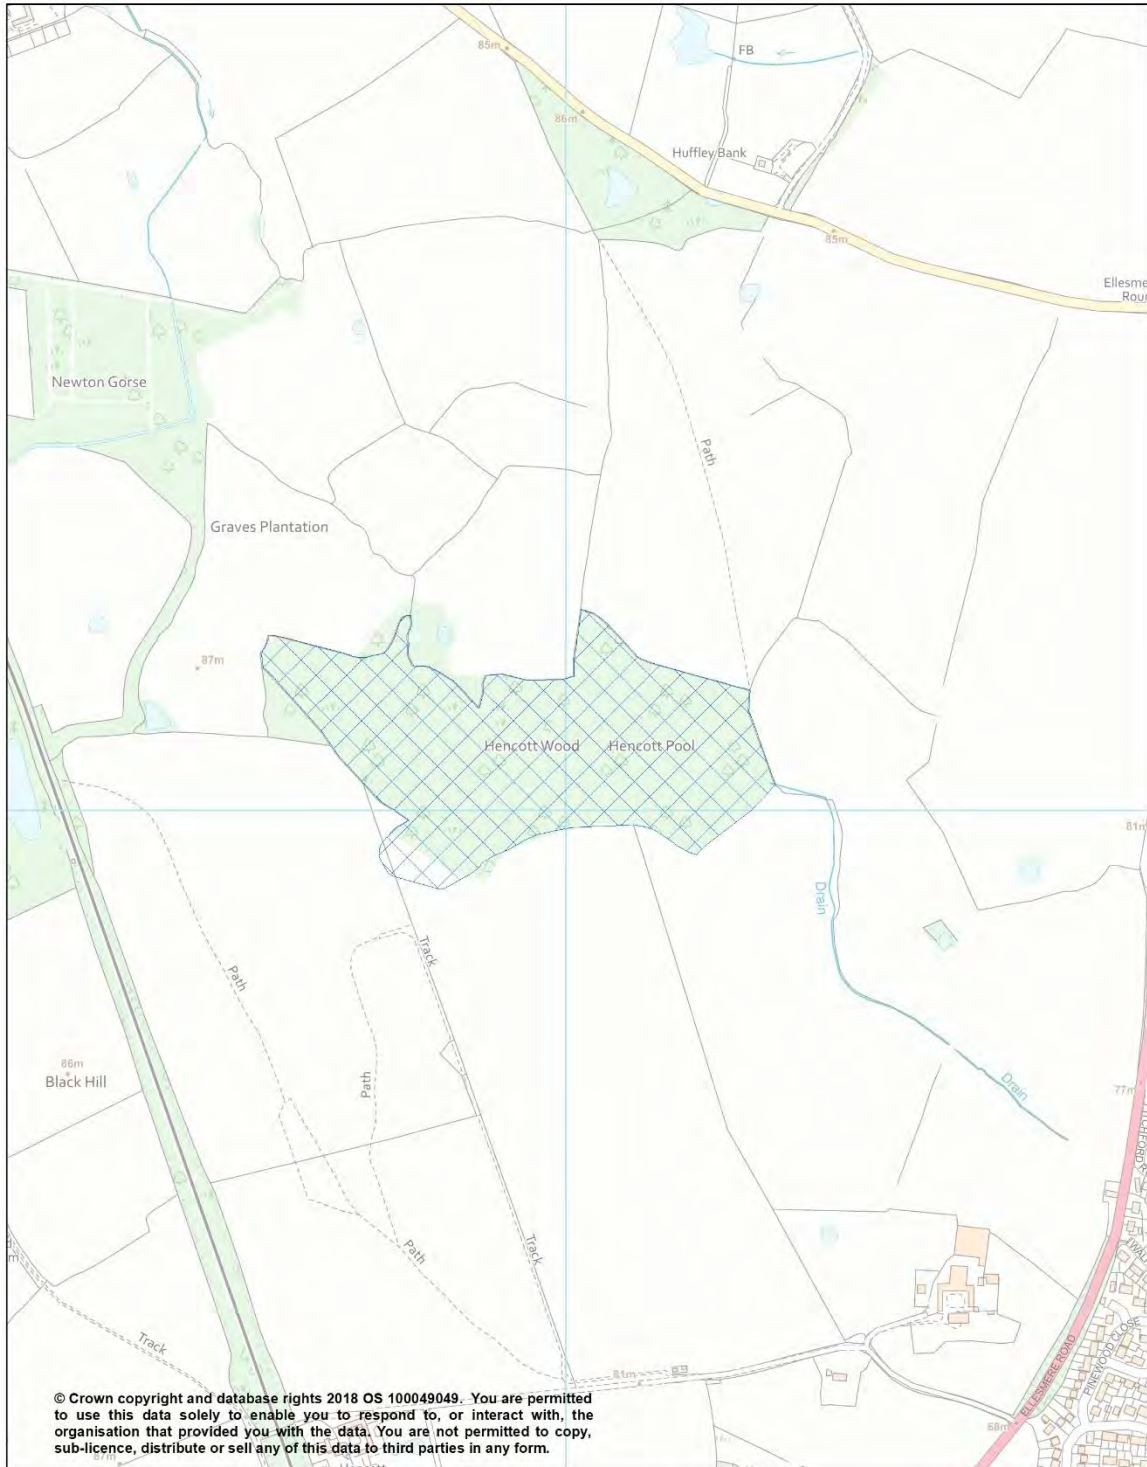 85m
FB
86m
Huffley Bank
85m
Ellesme
Roun
Newton Gorse
Path
Graves Plantation
87m
Hencott Wood
Hencott Pool
81m
Drain
Track
Path
86m
Black Hill
Path
Drain
77m
Track
Path
Track
PINEWOOD CLOSE
ELLESMERE ROAD
81m
68m
© Crown copyright and database rights 2018 OS 100049049. You are permitted
to use this data solely to enable you to respond to, or interact with, the
organisation that provided you with the data. You are not permitted to copy,
sub-licence, distribute or sell any of this data to third parties in any form.
87m